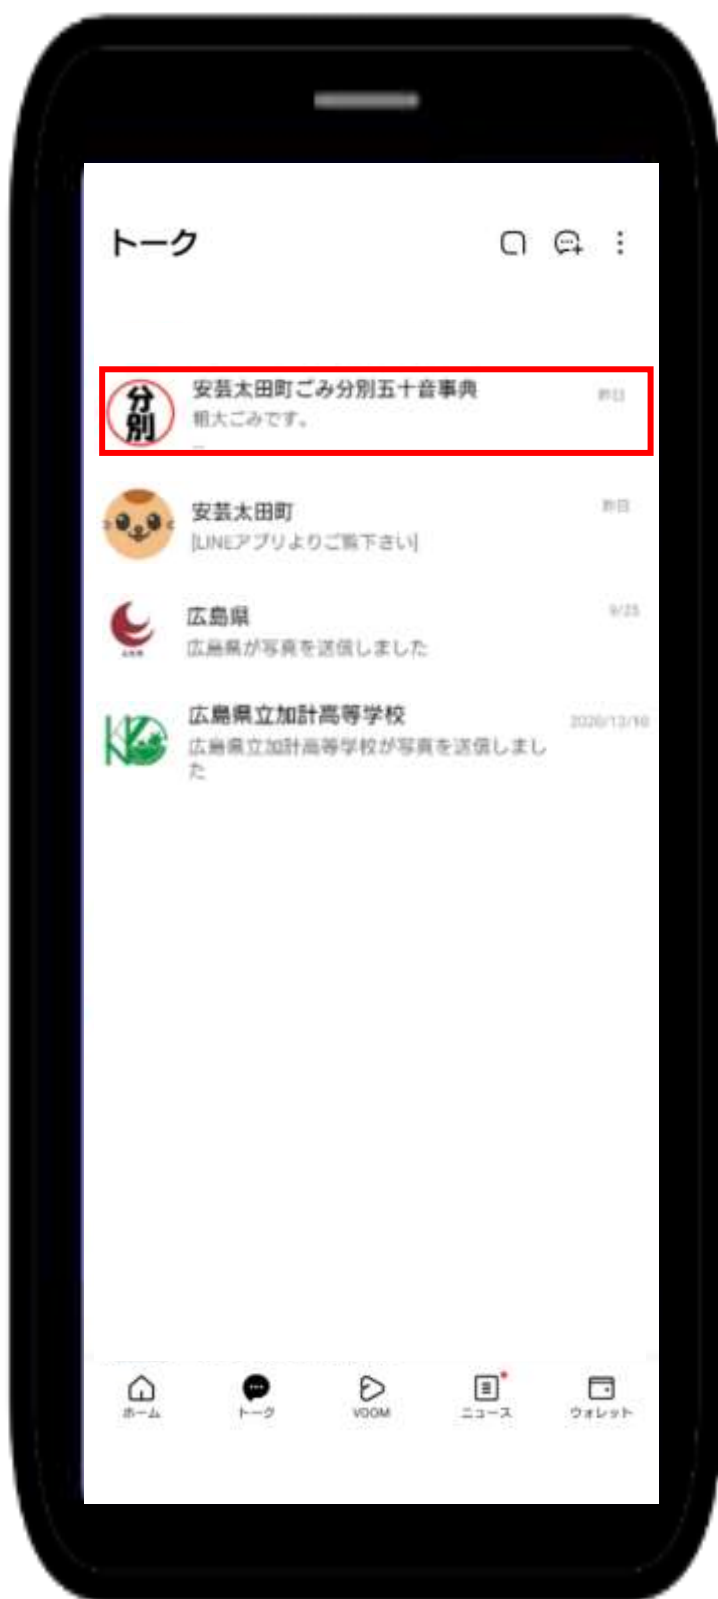 トーク
分別
安芸太田町ごみ分別五十音事典
昨日
粗大ごみです。
安芸太田町
昨日
[LINEアプリよりご覧下さい]
広島県
9/25
広島県が写真を送信しました
広島県立加計高等学校
2020/12/10
広島県立加計高等学校が写真を送信しまし
た
ホーム
トーク
VOOM
ニュース
ウォレット